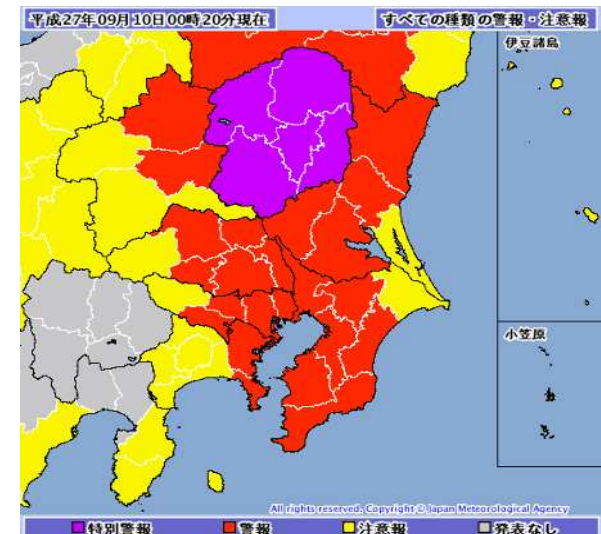 平成27年09月10日00時20分現在
すべての種類の警報・注意報
伊豆諸島
小笠原
All rights reserved. Copyright © Japan Meteorological Agency
特別警報
警報
注意報
発表なし